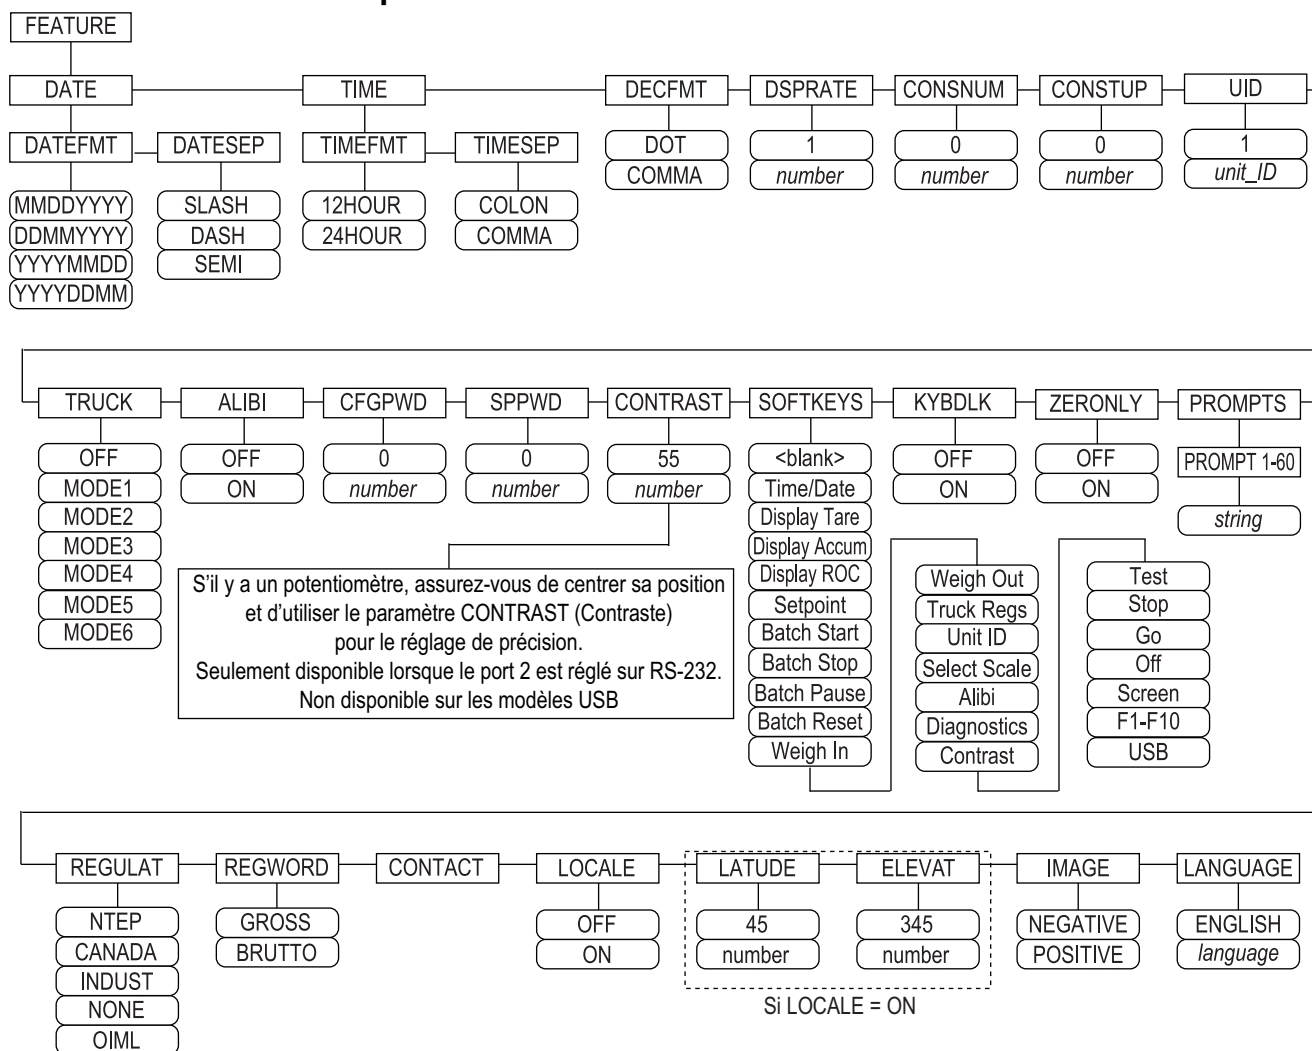 FEATURE
DATE TIME DECFMT DSPRATE CONSNUM CONSTUP UID
DATEFMT DATESEP TIMEFMT TIMESEP DOT 1 0 0 1
COMMA number number number unit_ID
MMDDYYYY SLASH 12HOUR COLON
DDMMYYYY DASH 24HOUR COMMA
YYYYMMDD SEMI
YYYYDDMM
TRUCK ALIBI CFGPWD SPPWD CONTRAST SOFTKEYS KYBDLK ZERONLY PROMPTS
OFF OFF 0 0 55 <blank> OFF OFF PROMPT 1-60
MODE1 ON number number number Time/Date ON ON
MODE2 Display Tare string
MODE3 Display Accum
MODE4 Display ROC
MODE5 Setpoint
MODE6 Batch Start
Batch Stop
Batch Pause
Batch Reset
Weigh In
S'il y a un potentiomètre, assurez-vous de centrer sa position
et d'utiliser le paramètre CONTRAST (Contraste)
pour le réglage de précision.
Seulement disponible lorsque le port 2 est réglé sur RS-232.
Non disponible sur les modèles USB
Weigh Out
Truck Regs
Unit ID
Select Scale
Alibi
Diagnostics
Contrast
Test
Stop
Go
Off
Screen
F1-F10
USB
REGULAT REGWORD CONTACT LOCALE LATUDE ELEVAT IMAGE LANGUAGE
NTEP GROSS OFF 45 345 NEGATIVE ENGLISH
CANADA BRUTTO ON number number POSITIVE language
INDUST
NONE
OIML
Si LOCALE = ON